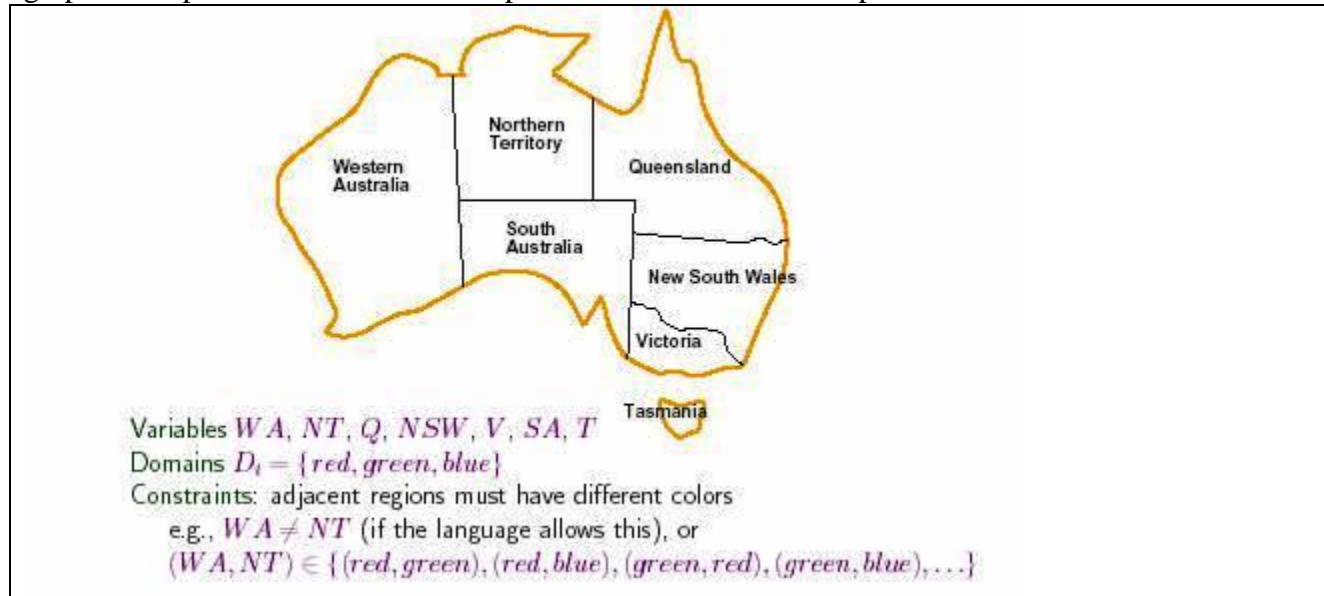 Northern
Territory
Western
Australia
Queensland
South
Australia
New South Wales
Victoria
Tasmania
Variables WA, NT, Q, NSW, V, SA, T
Domains Dᵢ = {red, green, blue}
Constraints: adjacent regions must have different colors
e.g., WA ≠ NT (if the language allows this), or
(WA, NT) ∈ {(red, green), (red, blue), (green, red), (green, blue), ...}